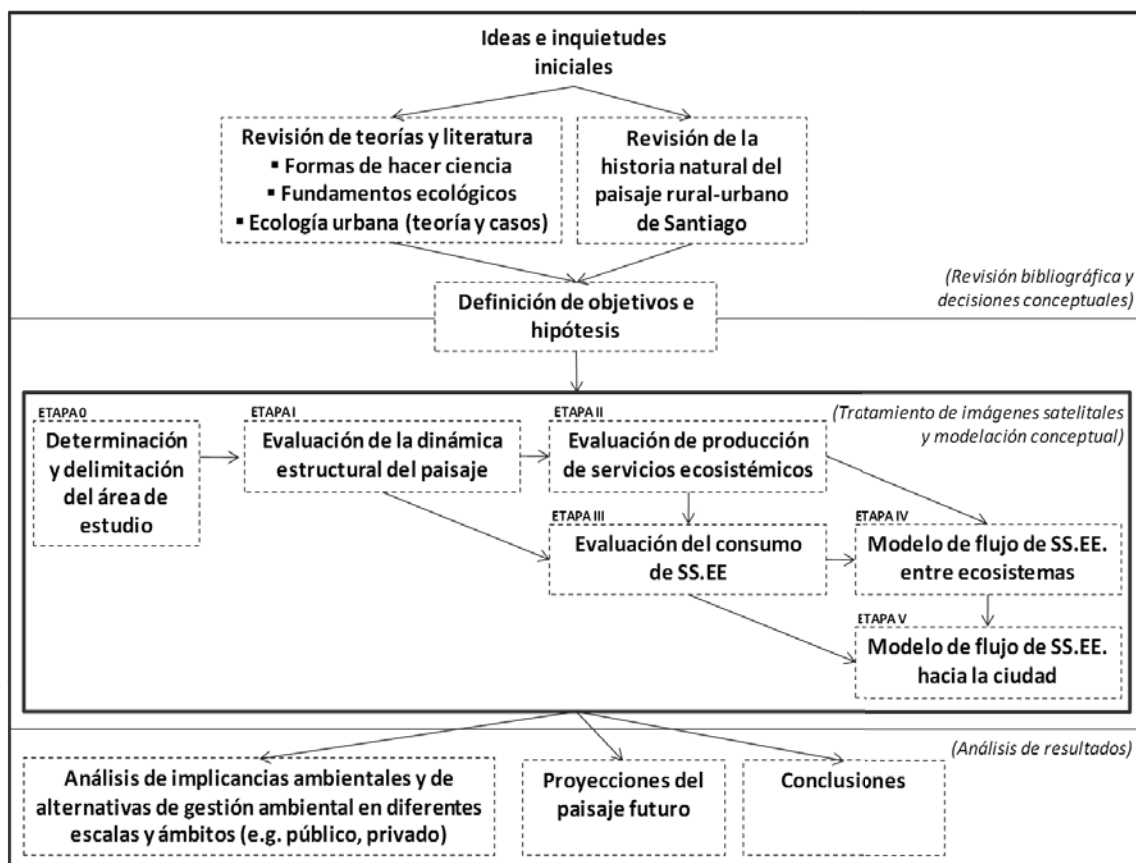 Ideas e inquietudes
iniciales
Revisión de teorías y literatura
▪ Formas de hacer ciencia
▪ Fundamentos ecológicos
▪ Ecología urbana (teoría y casos)
Revisión de la
historia natural del
paisaje rural-urbano
de Santiago
(Revisión bibliográfica y
decisiones conceptuales)
Definición de objetivos e
hipótesis
ETAPA 0
Determinación
y delimitación
del área de
estudio
ETAPA I
Evaluación de la dinámica
estructural del paisaje
ETAPA II
Evaluación de producción
de servicios ecosistémicos
(Tratamiento de imágenes satelitales
y modelación conceptual)
ETAPA III
Evaluación del consumo
de SS.EE
ETAPA IV
Modelo de flujo de SS.EE.
entre ecosistemas
ETAPA V
Modelo de flujo de SS.EE.
hacia la ciudad
(Análisis de resultados)
Análisis de implicancias ambientales y de
alternativas de gestión ambiental en diferentes
escalas y ámbitos (e.g. público, privado)
Proyecciones del
paisaje futuro
Conclusiones